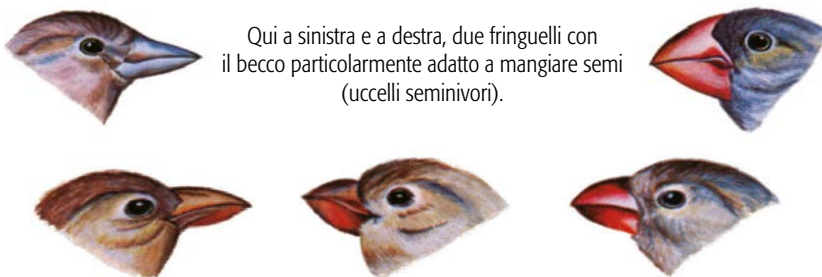 Qui a sinistra e a destra, due fringuelli con
il becco particolarmente adatto a mangiare semi
(uccelli seminivori).